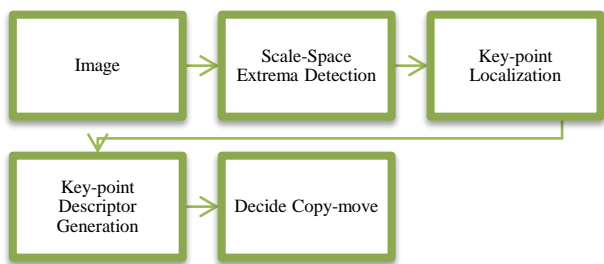 Image
Scale-Space
Extrema Detection
Key-point
Localization
Key-point
Descriptor
Generation
Decide Copy-move